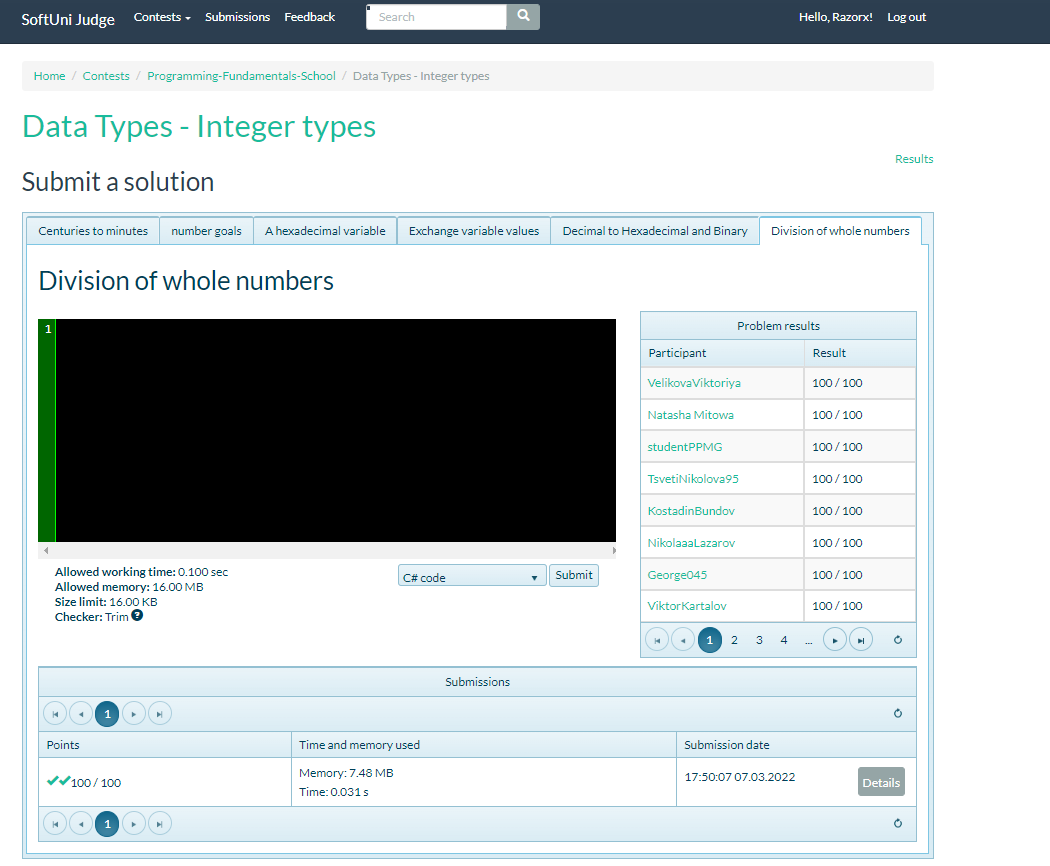 SoftUni Judge Contests Submissions Feedback Search Hello, Razorx! Log out
Home / Contests / Programming-Fundamentals-School / Data Types - Integer types
Data Types - Integer types
Results
Submit a solution
Centuries to minutes number goals A hexadecimal variable Exchange variable values Decimal to Hexadecimal and Binary Division of whole numbers
Division of whole numbers
1
Allowed working time: 0.100 sec
Allowed memory: 16.00 MB
Size limit: 16.00 KB
Checker: Trim ?
C# code Submit
Problem results
Participant Result
VelikovaViktoriya 100 / 100
Natasha Mitowa 100 / 100
studentPPMG 100 / 100
TsvetiNikolova95 100 / 100
KostadinBundov 100 / 100
NikolaaaLazarov 100 / 100
George045 100 / 100
ViktorKartalov 100 / 100
1 2 3 4 ...
Submissions
1
Points Time and memory used Submission date
100 / 100 Memory: 7.48 MB 17:50:07 07.03.2022 Details
Time: 0.031 s
1